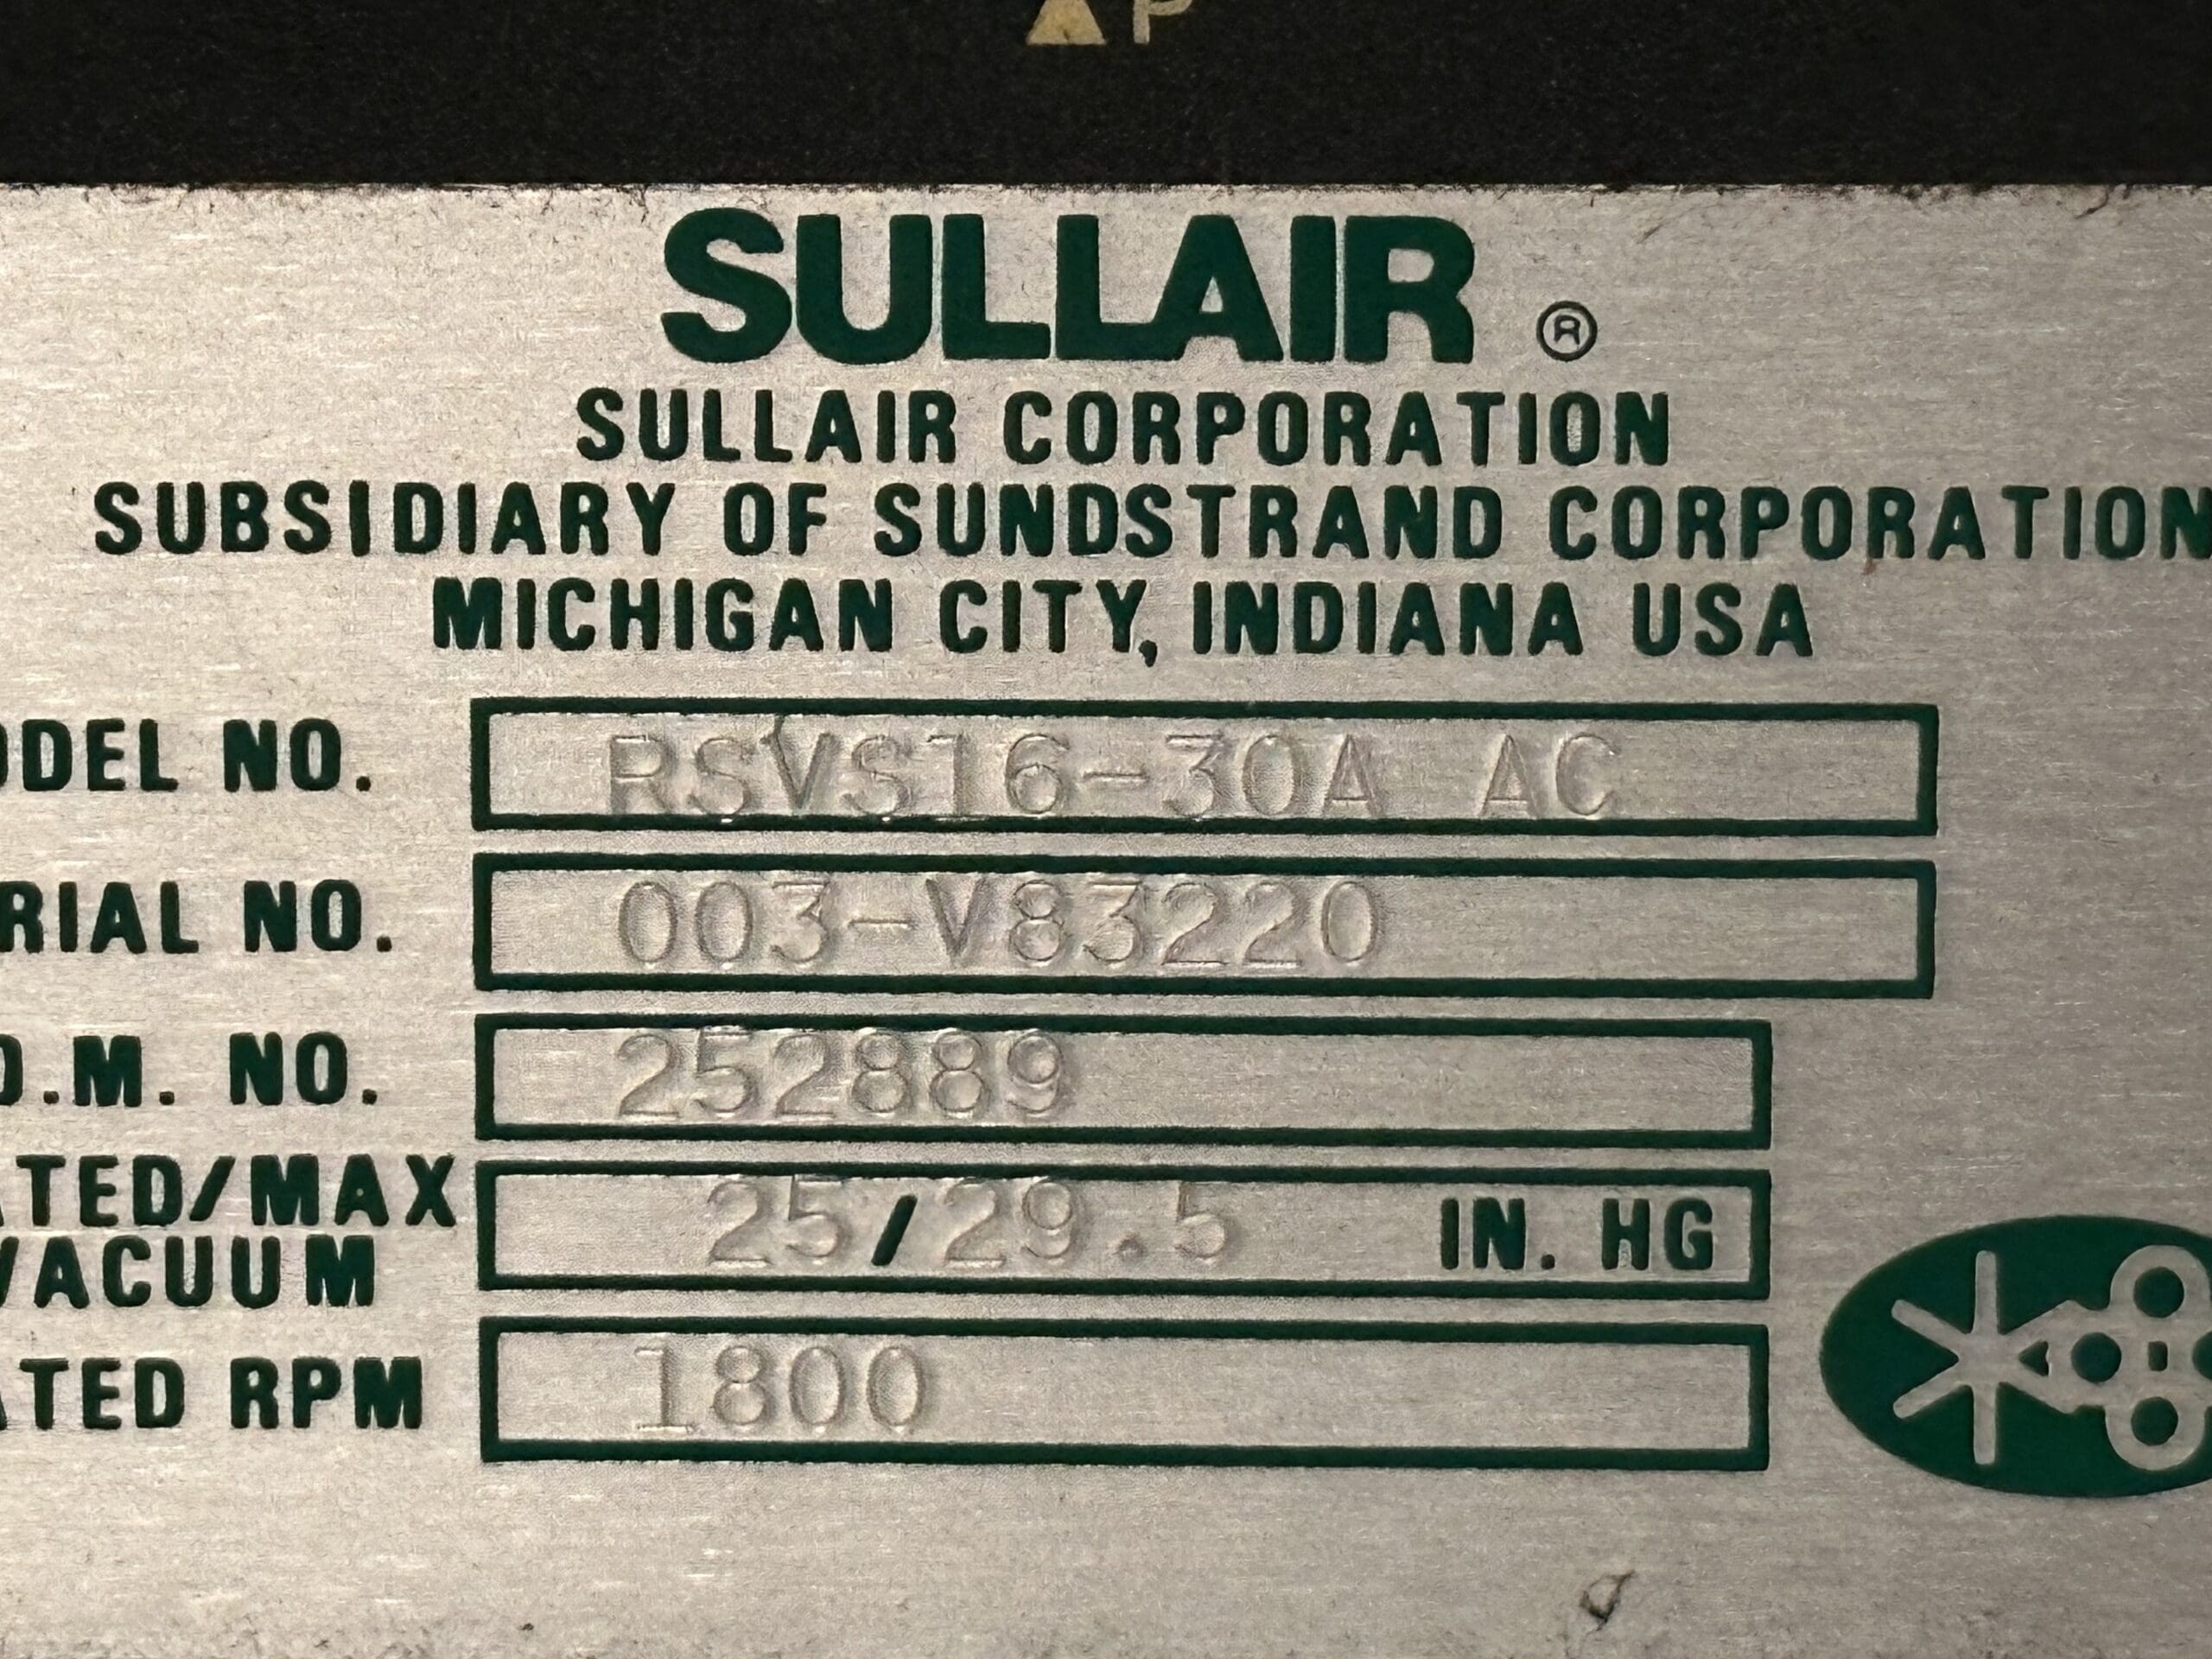 ▲P
SULLAIR ®
SULLAIR CORPORATION
SUBSIDIARY OF SUNDSTRAND CORPORATION
MICHIGAN CITY, INDIANA USA
ODEL NO. RSVS16-30A AC
RIAL NO. 003-V83220
O.M. NO. 252889
ATED/MAX
VACUUM 25/29.5 IN. HG
ATED RPM 1800